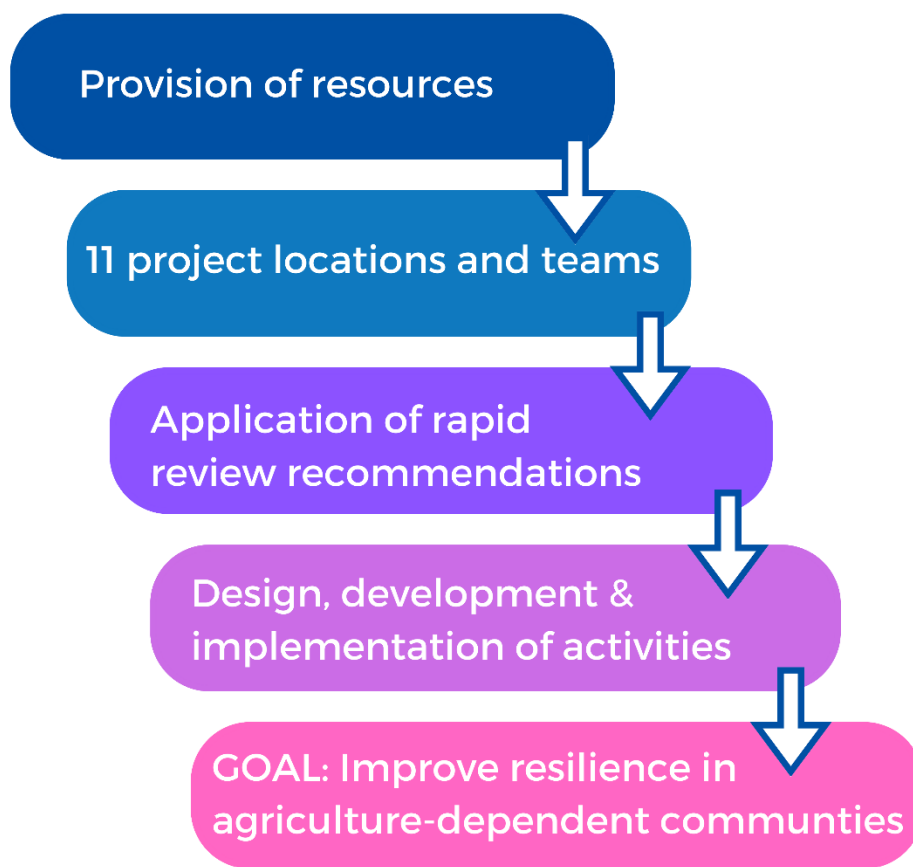 Provision of resources
11 project locations and teams
Application of rapid
review recommendations
Design, development &
implementation of activities
GOAL: Improve resilience in
agriculture-dependent communties